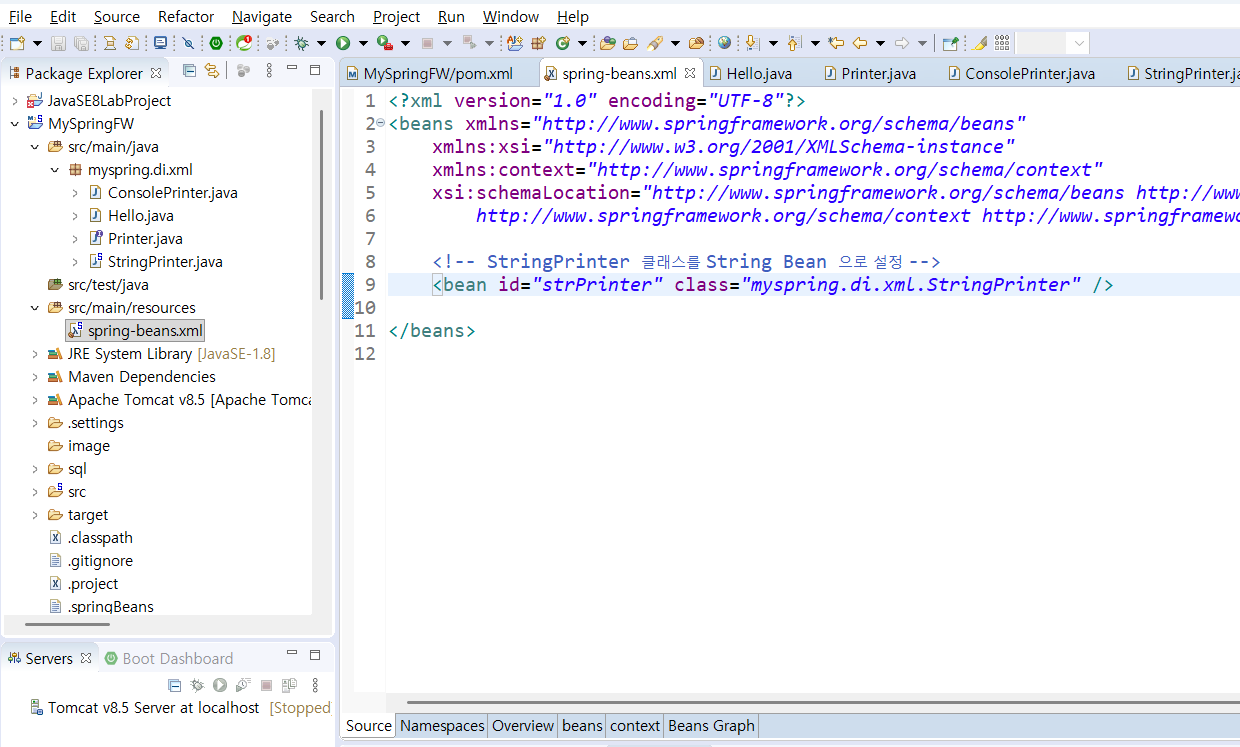 File Edit Source Refactor Navigate Search Project Run Window Help
Package Explorer
MySpringFW/pom.xml spring-beans.xml Hello.java Printer.java ConsolePrinter.java StringPrinter.ja
JavaSE8LabProject
MySpringFW
src/main/java
myspring.di.xml
ConsolePrinter.java
Hello.java
Printer.java
StringPrinter.java
src/test/java
src/main/resources
spring-beans.xml
JRE System Library [JavaSE-1.8]
Maven Dependencies
Apache Tomcat v8.5 [Apache Tomca
.settings
image
sql
src
target
.classpath
.gitignore
.project
.springBeans
1 <?xml version="1.0" encoding="UTF-8"?>
2 <beans xmlns="http://www.springframework.org/schema/beans"
3 xmlns:xsi="http://www.w3.org/2001/XMLSchema-instance"
4 xmlns:context="http://www.springframework.org/schema/context"
5 xsi:schemaLocation="http://www.springframework.org/schema/beans http://www
6 http://www.springframework.org/schema/context http://www.springframewo
7
8 <!-- StringPrinter 클래스를 String Bean 으로 설정 -->
9 <bean id="strPrinter" class="myspring.di.xml.StringPrinter" />
10
11 </beans>
12
Source Namespaces Overview beans context Beans Graph
Servers Boot Dashboard
Tomcat v8.5 Server at localhost [Stopped